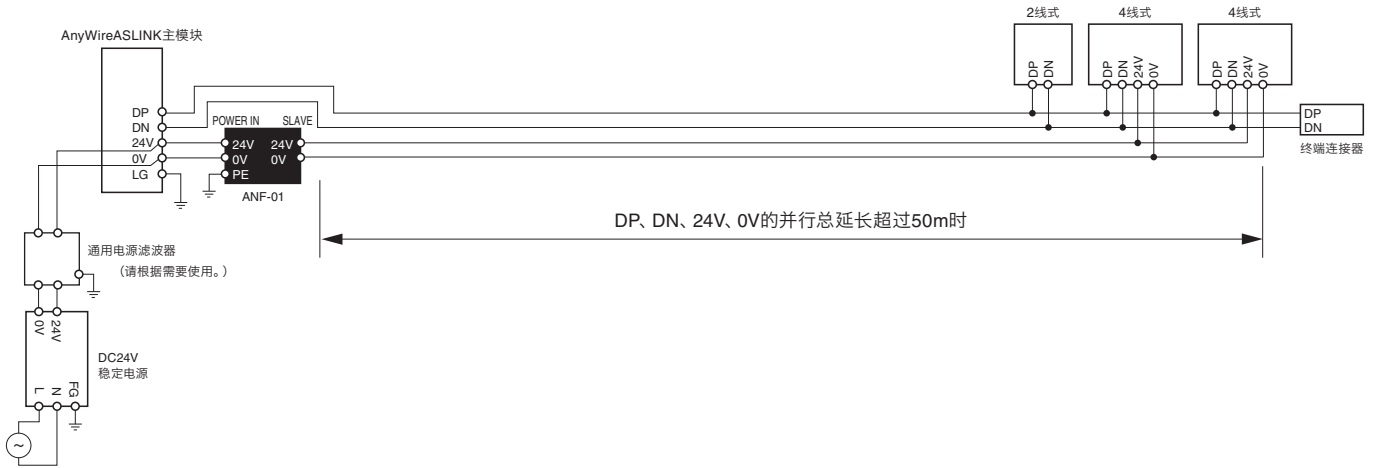 2线式
4线式
4线式
AnyWireASLINK主模块
DP
DN
DP
DN
24V
0V
DP
DN
24V
0V
DP
DN
24V
0V
LG
POWER IN
SLAVE
24V
0V
PE
24V
0V
ANF-01
DP
DN
终端连接器
DP、DN、24V、0V的并行总延长超过50m时
通用电源滤波器
（请根据需要使用。）
0V
24V
DC24V
稳定电源
L
N
FG
~